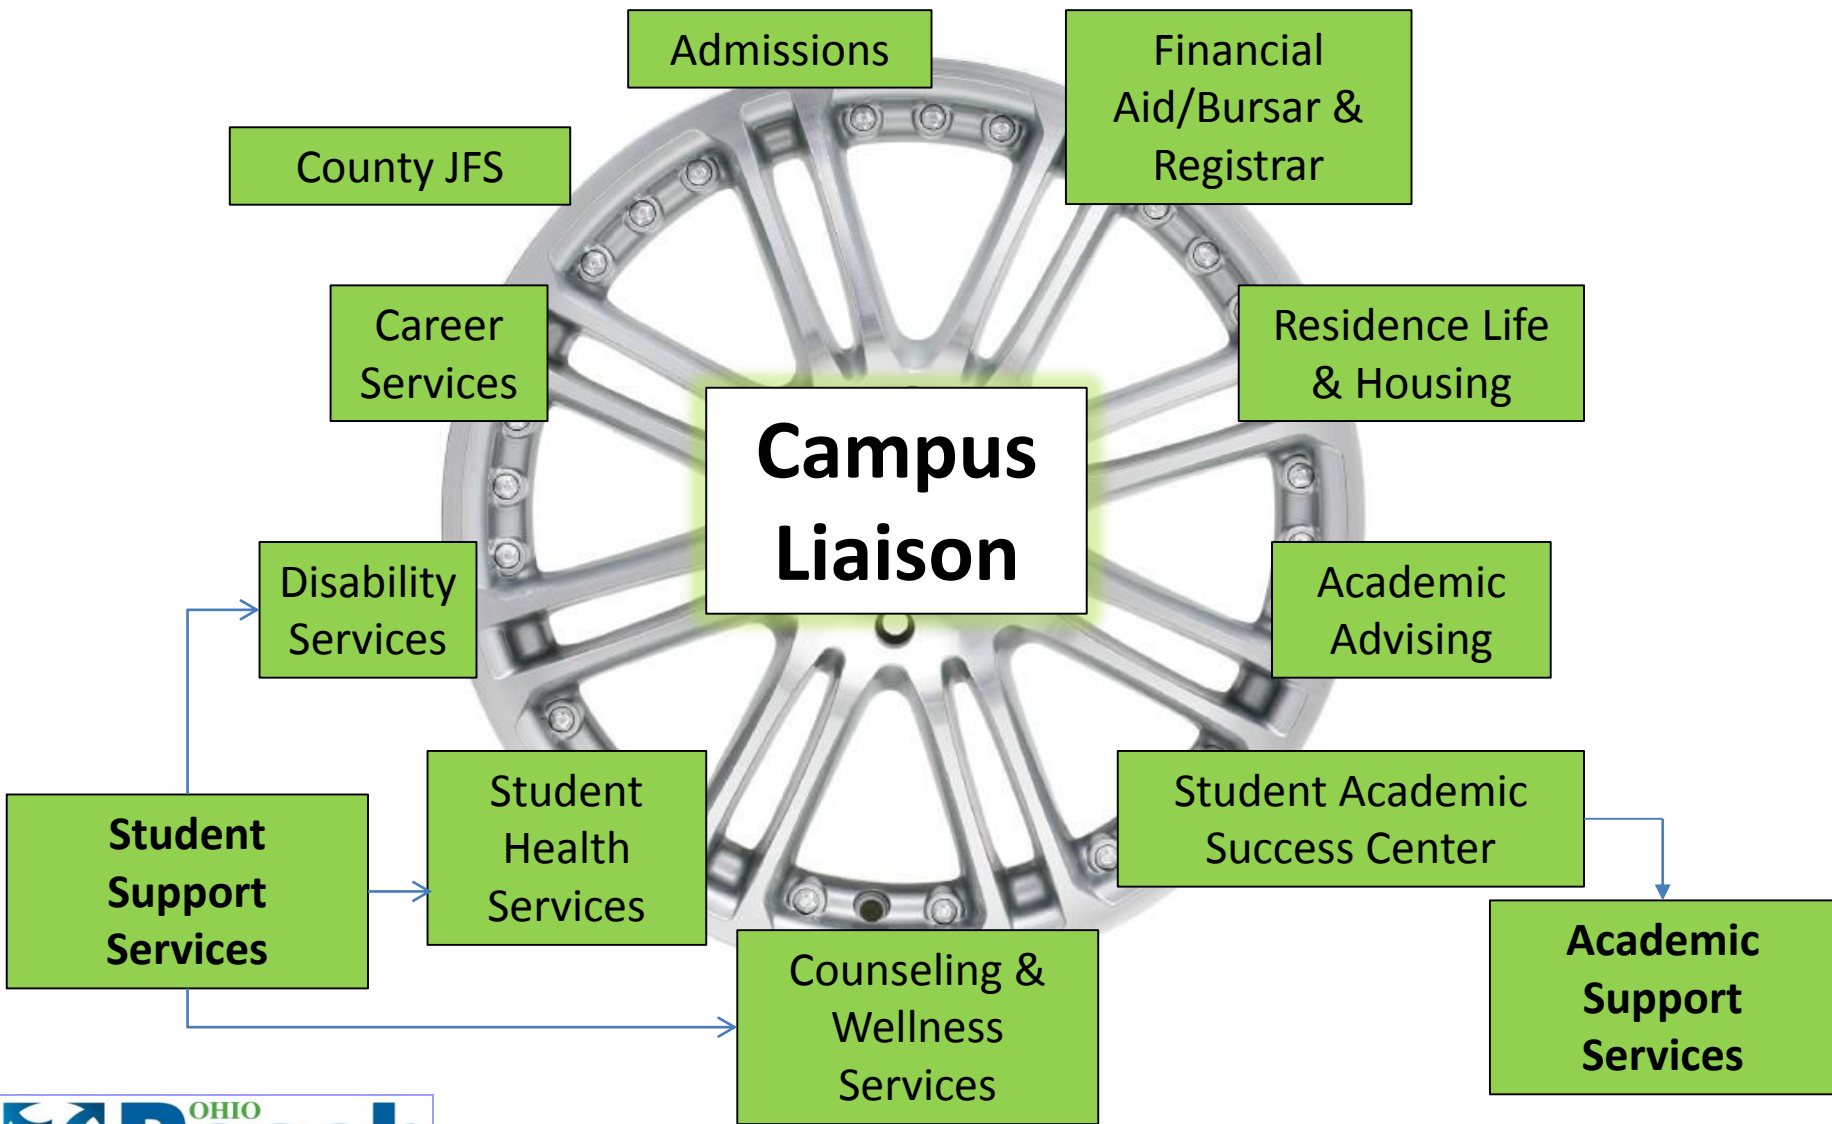 Admissions
Financial
Aid/Bursar &
Registrar
County JFS
Career
Services
Residence Life
& Housing
Campus
Liaison
Disability
Services
Academic
Advising
Student
Support
Services
Student
Health
Services
Student Academic
Success Center
Counseling &
Wellness
Services
Academic
Support
Services
OHIO